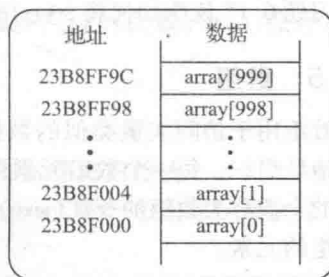 地址 数据
23B8FF9C array[999]
23B8FF98 array[998]
⋮ ⋮
23B8F004 array[1]
23B8F000 array[0]